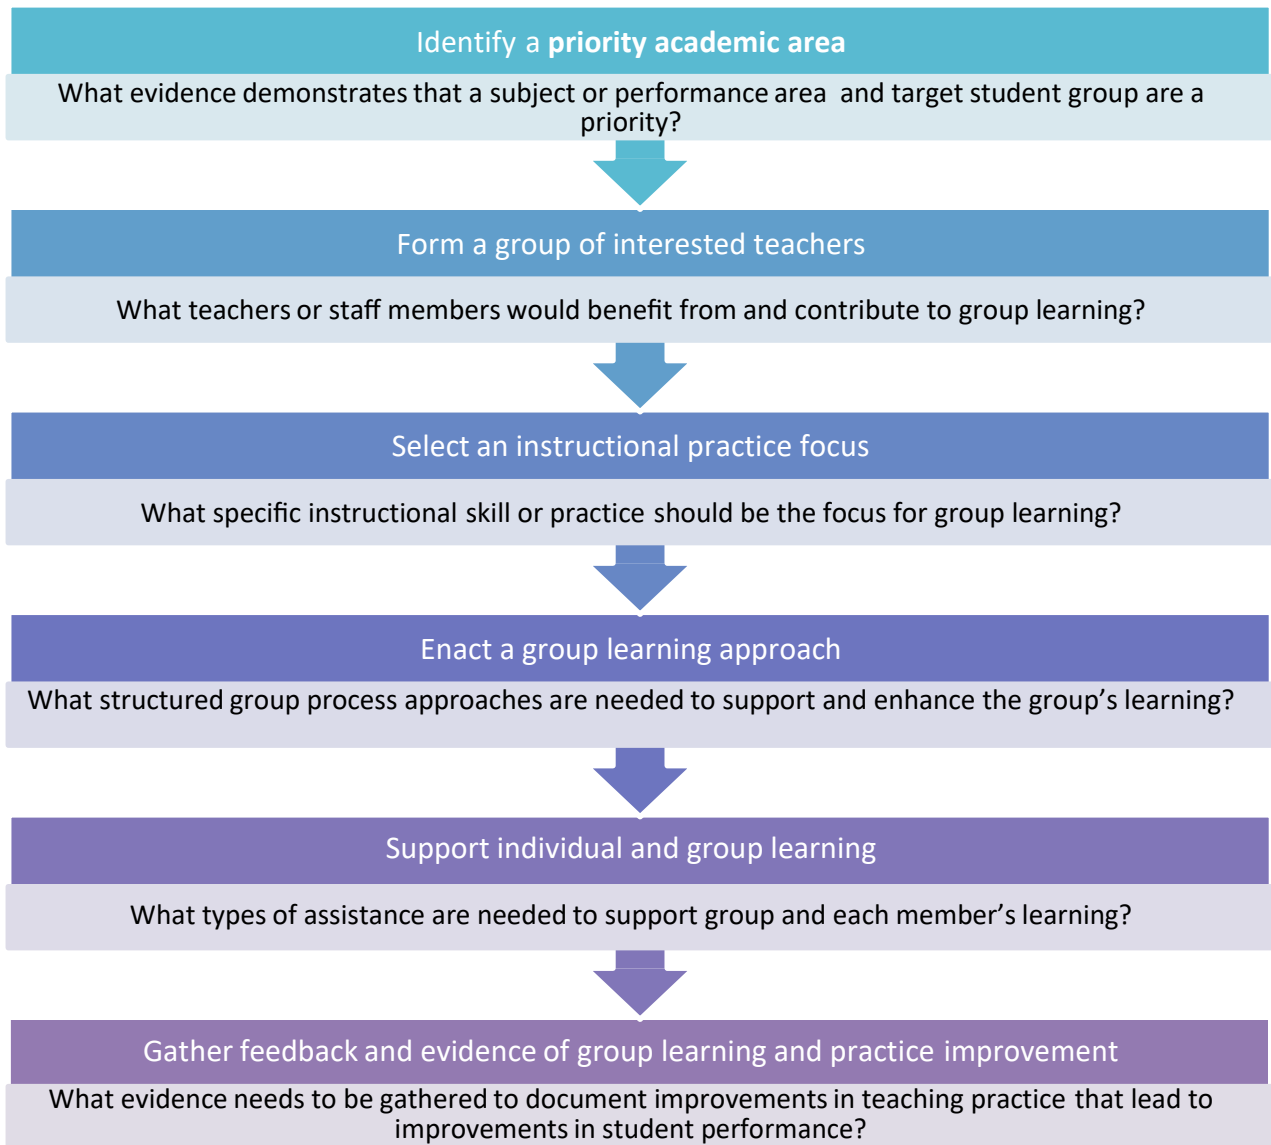 Identify a priority academic area
What evidence demonstrates that a subject or performance area and target student group are a
priority?
Form a group of interested teachers
What teachers or staff members would benefit from and contribute to group learning?
Select an instructional practice focus
What specific instructional skill or practice should be the focus for group learning?
Enact a group learning approach
What structured group process approaches are needed to support and enhance the group’s learning?
Support individual and group learning
What types of assistance are needed to support group and each member’s learning?
Gather feedback and evidence of group learning and practice improvement
What evidence needs to be gathered to document improvements in teaching practice that lead to
improvements in student performance?